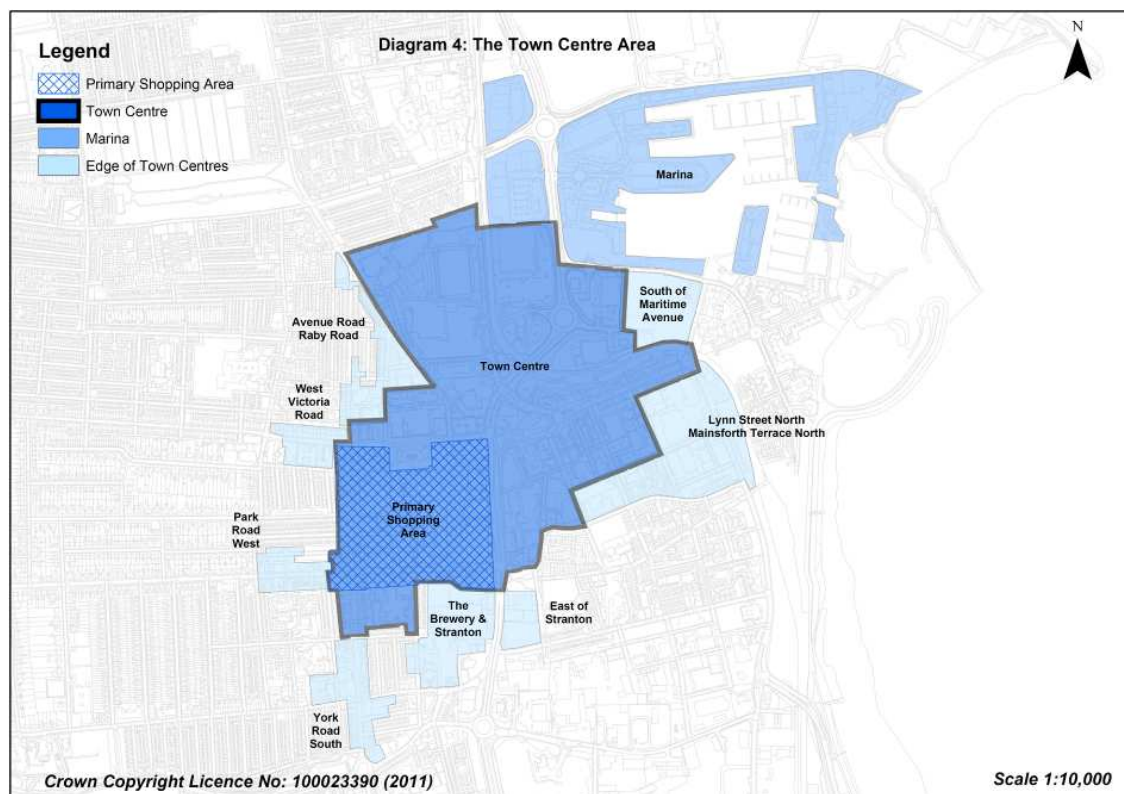 Diagram 4: The Town Centre Area
N
Legend
Primary Shopping Area
Town Centre
Marina
Edge of Town Centres
Marina
South of
Maritime
Avenue
Avenue Road
Raby Road
Town Centre
West
Victoria
Road
Lynn Street North
Mainsforth Terrace North
Primary
Shopping
Area
Park
Road
West
The
Brewery &
Stranton
East of
Stranton
York
Road
South
Crown Copyright Licence No: 100023390 (2011)
Scale 1:10,000